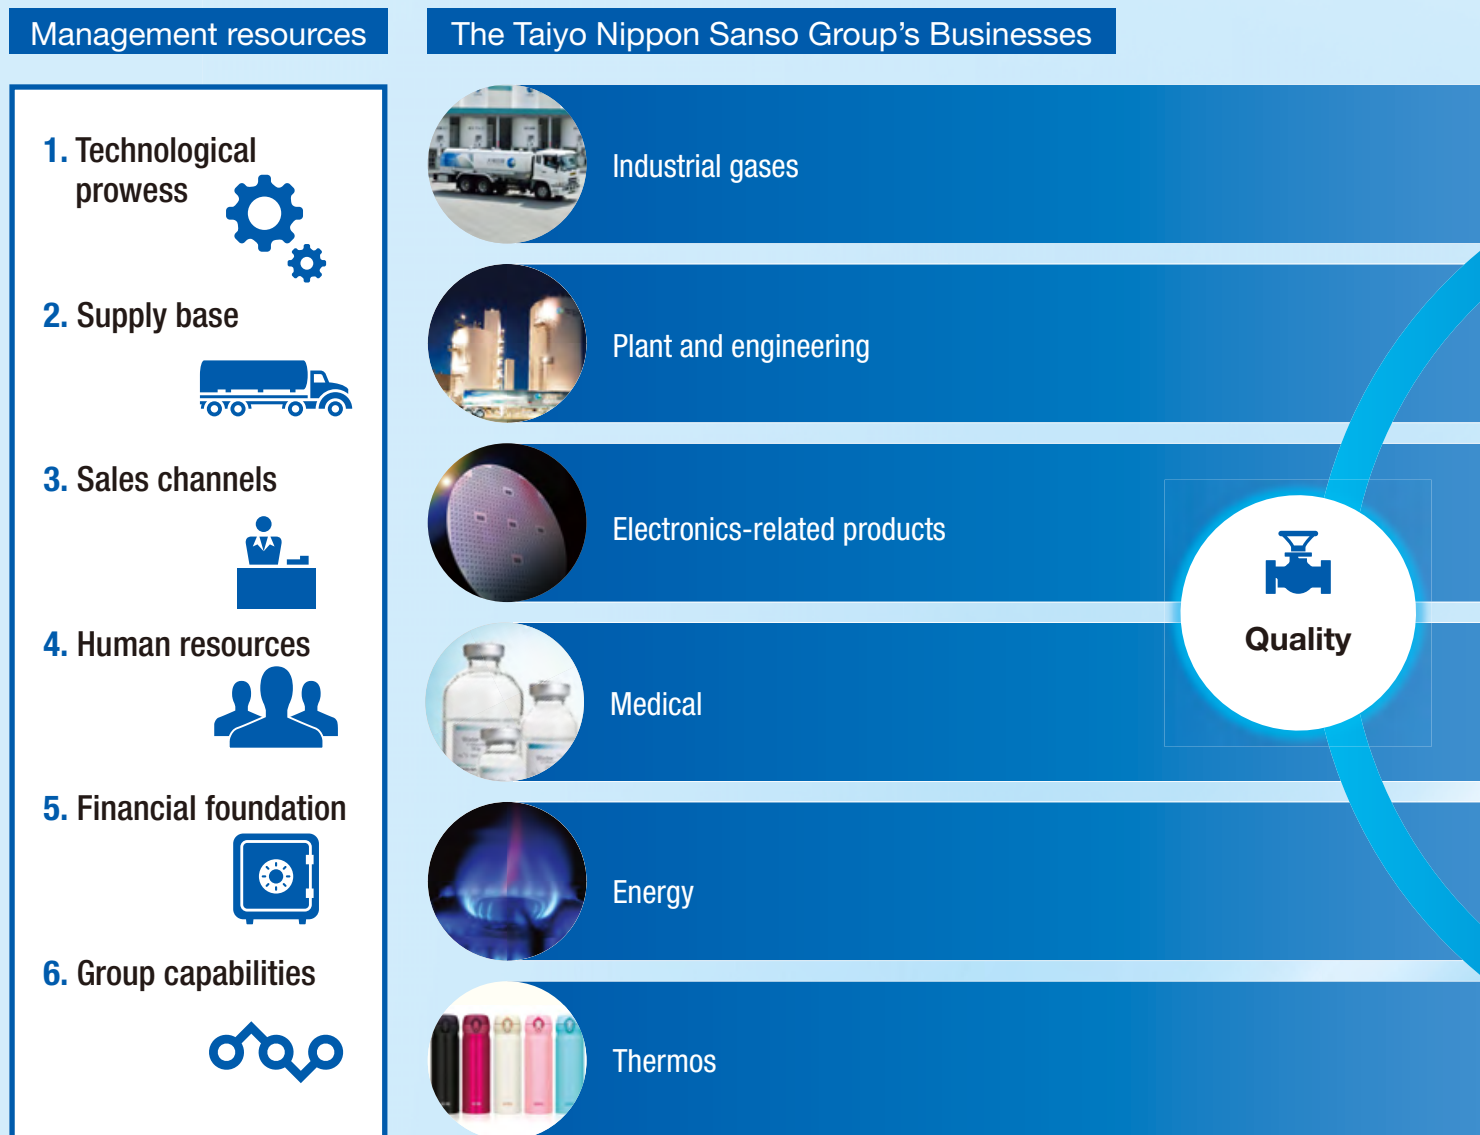 Management resources
The Taiyo Nippon Sanso Group’s Businesses
1. Technological
prowess
2. Supply base
3. Sales channels
4. Human resources
5. Financial foundation
6. Group capabilities
Industrial gases
Plant and engineering
Electronics-related products
Medical
Energy
Thermos
Quality